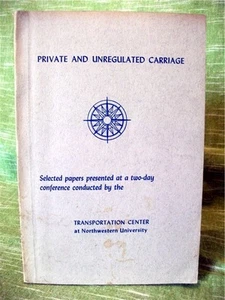 PRIVATE AND UNREGULATED CARRIAGE
Selected papers presented at a two-day
conference conducted by the
TRANSPORTATION CENTER
at Northwestern University